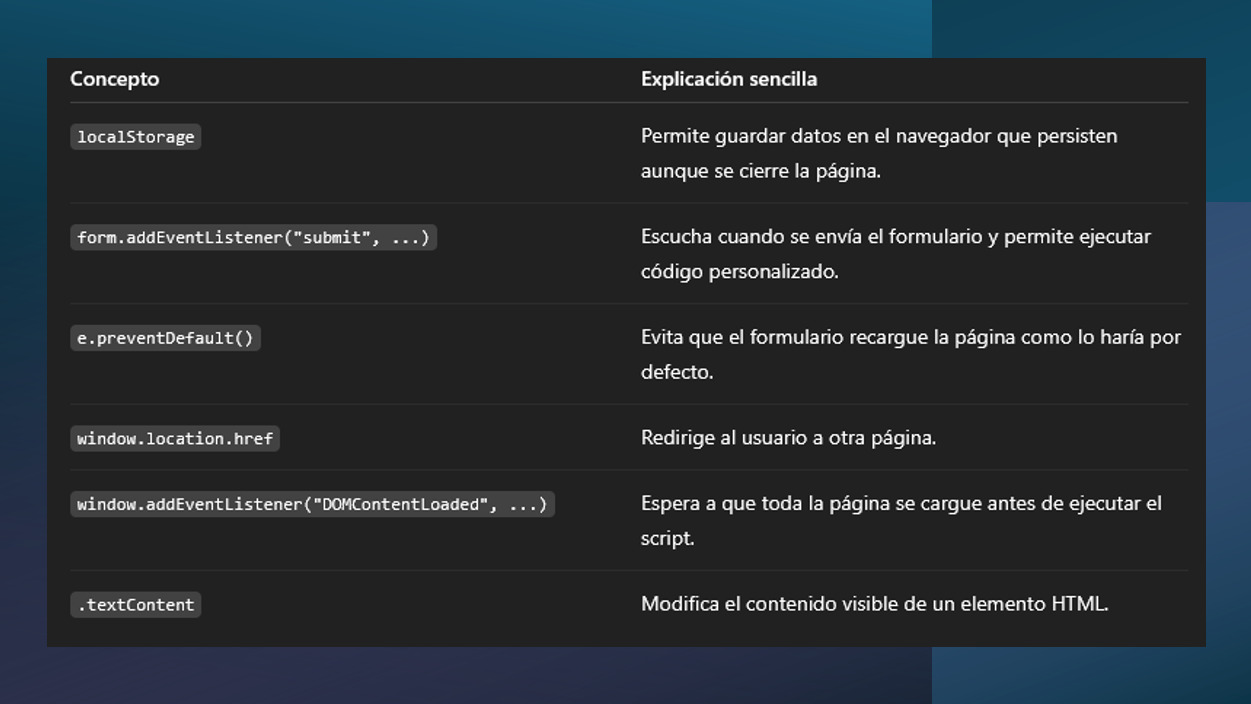 Concepto
Explicación sencilla
localStorage
Permite guardar datos en el navegador que persisten
aunque se cierre la página.
form.addEventListener("submit", ...)
Escucha cuando se envía el formulario y permite ejecutar
código personalizado.
e.preventDefault()
Evita que el formulario recargue la página como lo haría por
defecto.
window.location.href
Redirige al usuario a otra página.
window.addEventListener("DOMContentLoaded", ...)
Espera a que toda la página se cargue antes de ejecutar el
script.
.textContent
Modifica el contenido visible de un elemento HTML.